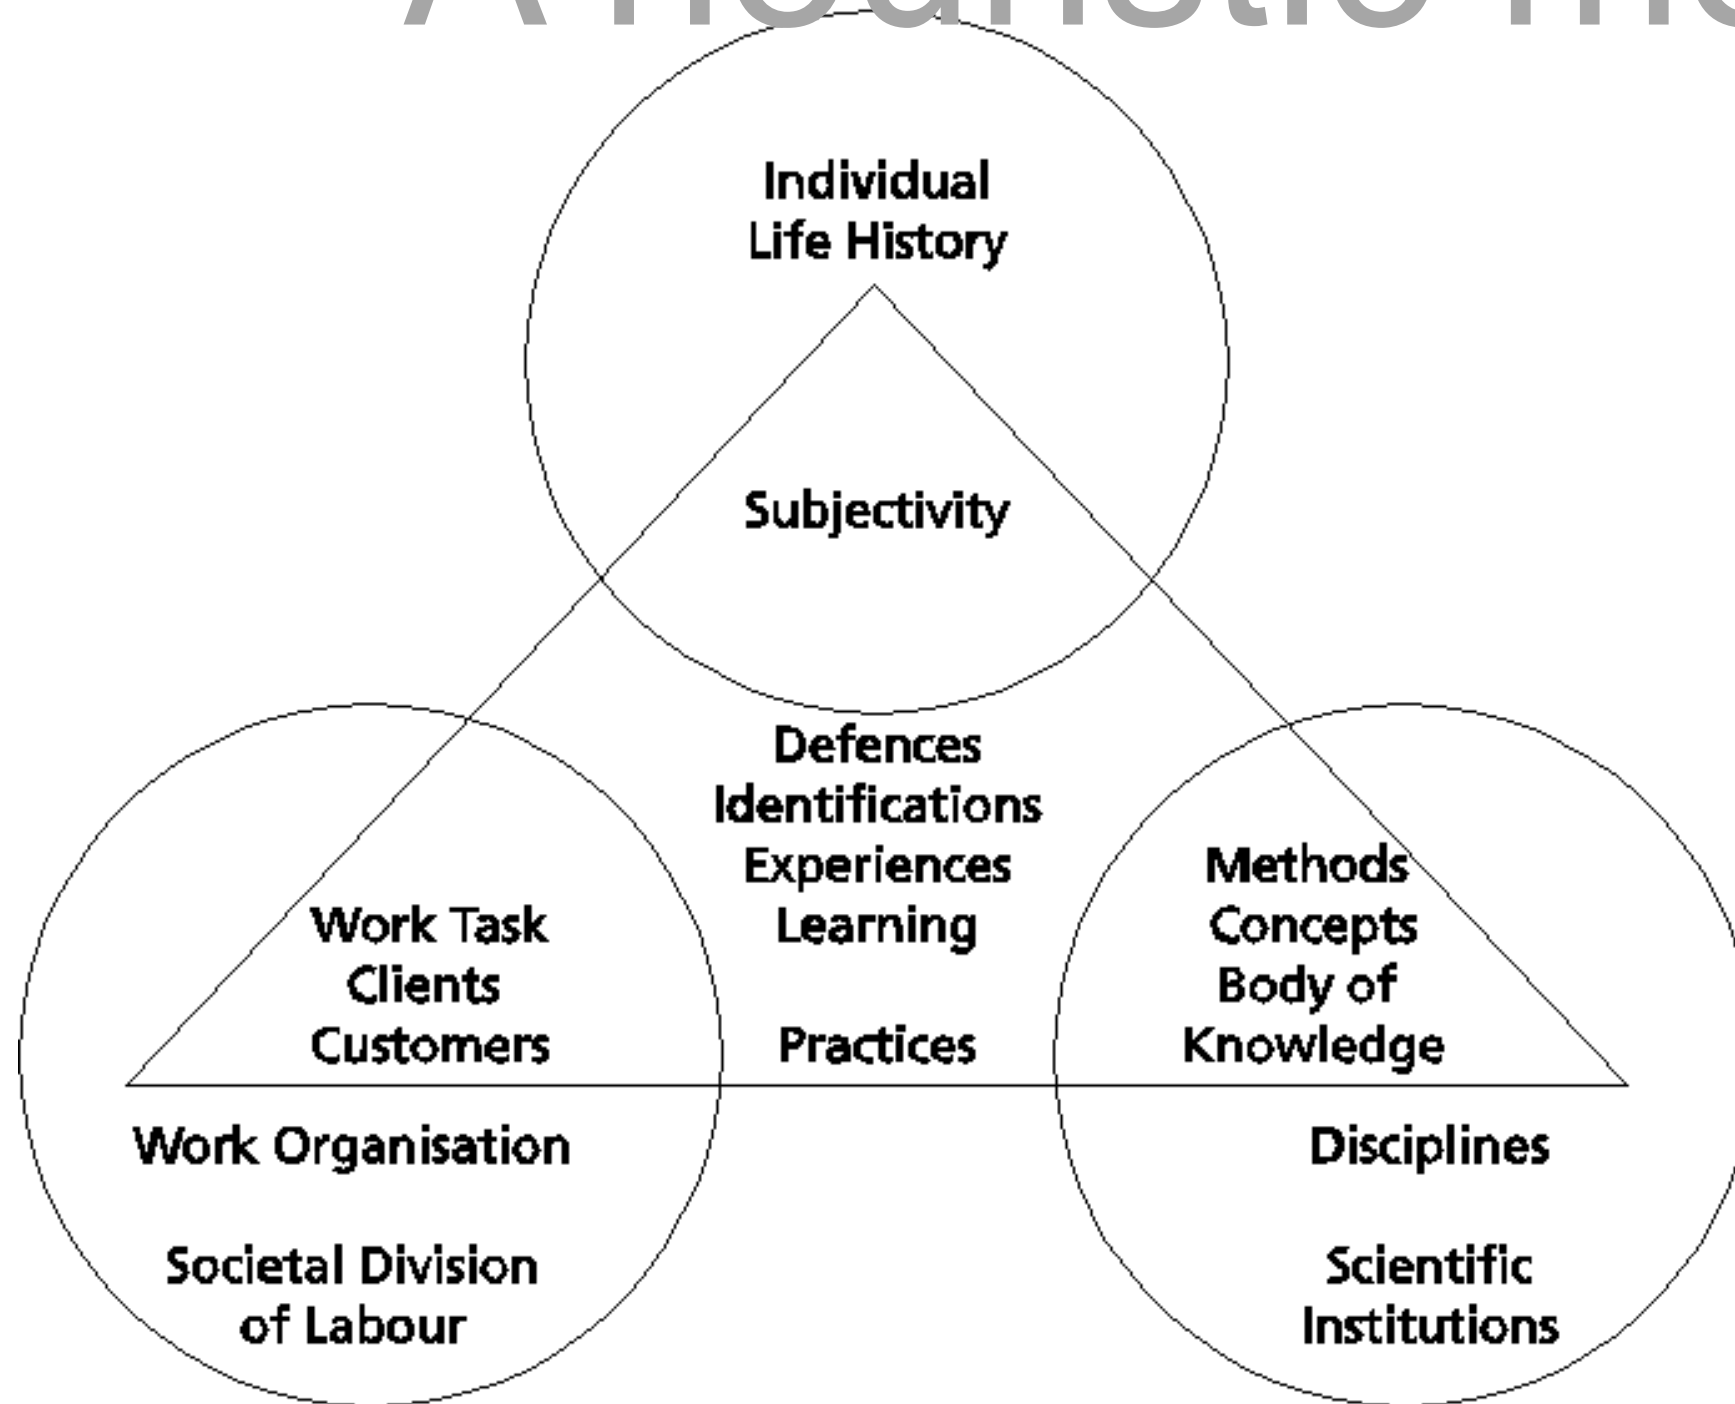 A heuristic
Individual
Life History
Subjectivity
Defences
Identifications
Experiences
Learning
Practices
Work Task
Clients
Customers
Work Organisation
Societal Division
of Labour
Methods
Concepts
Body of
Knowledge
Disciplines
Scientific
Institutions